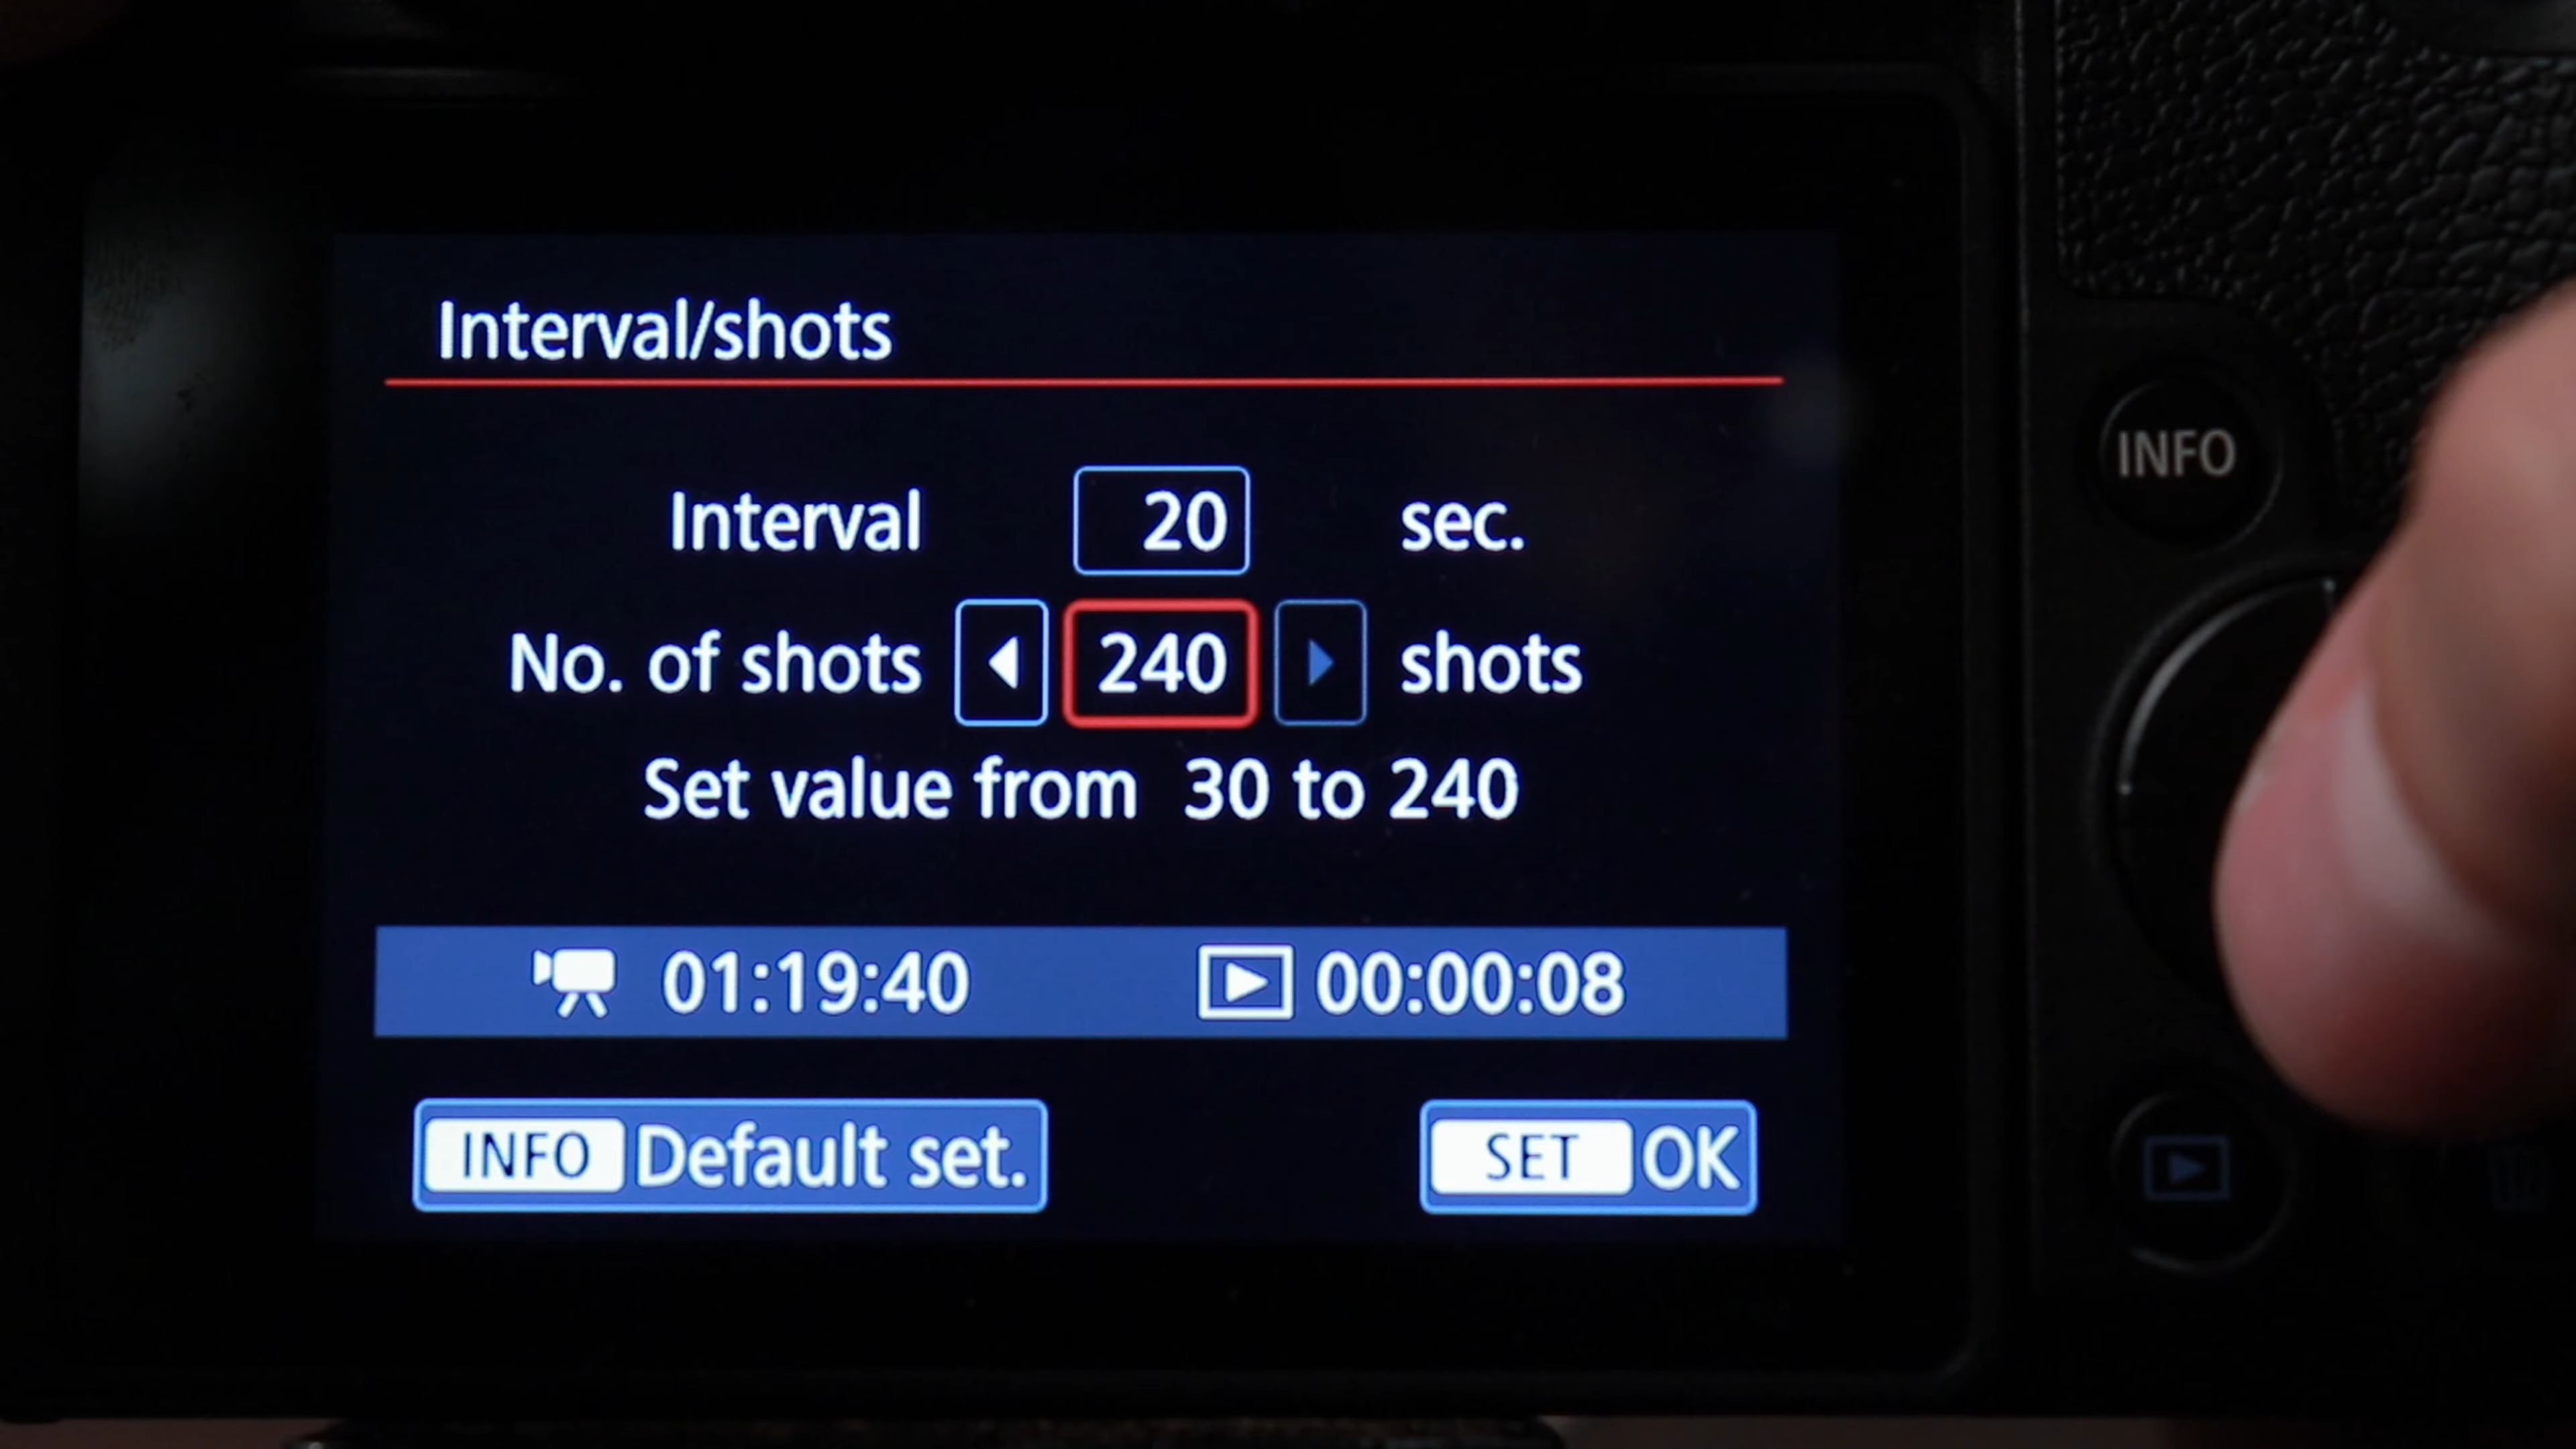 Interval/shots
Interval 20 sec.
No. of shots 240 shots
Set value from 30 to 240
01:19:40 00:00:08
INFO Default set. SET OK
INFO